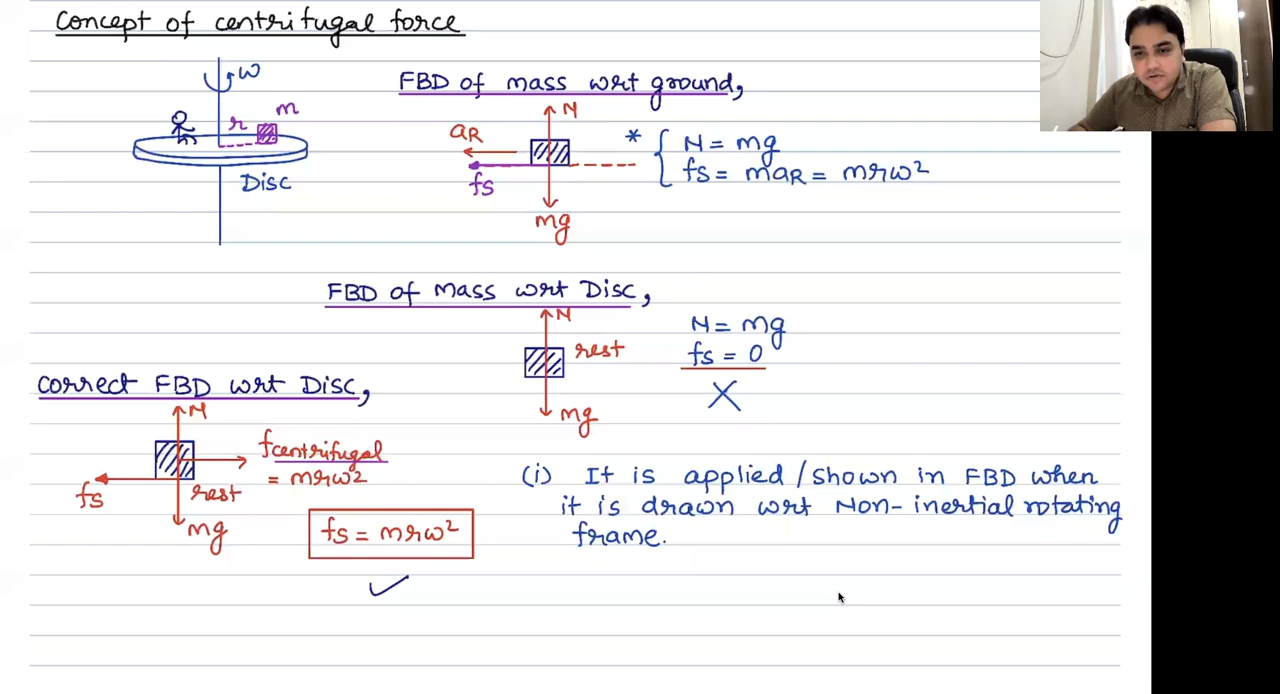 Concept of centrifugal force
ω
m
r
Disc
FBD of mass wrt ground,
N
aR
fs
mg
* { N = mg
fs = maR = mrω²
FBD of Mass wrt Disc,
N
rest
mg
N = mg
fs = 0
X
Correct FBD wrt Disc,
N
fcentrifugal
= mrω²
fs
rest
mg
fs = mrω²
(i) It is applied/shown in FBD when
it is drawn wrt Non-inertial rotating
frame.